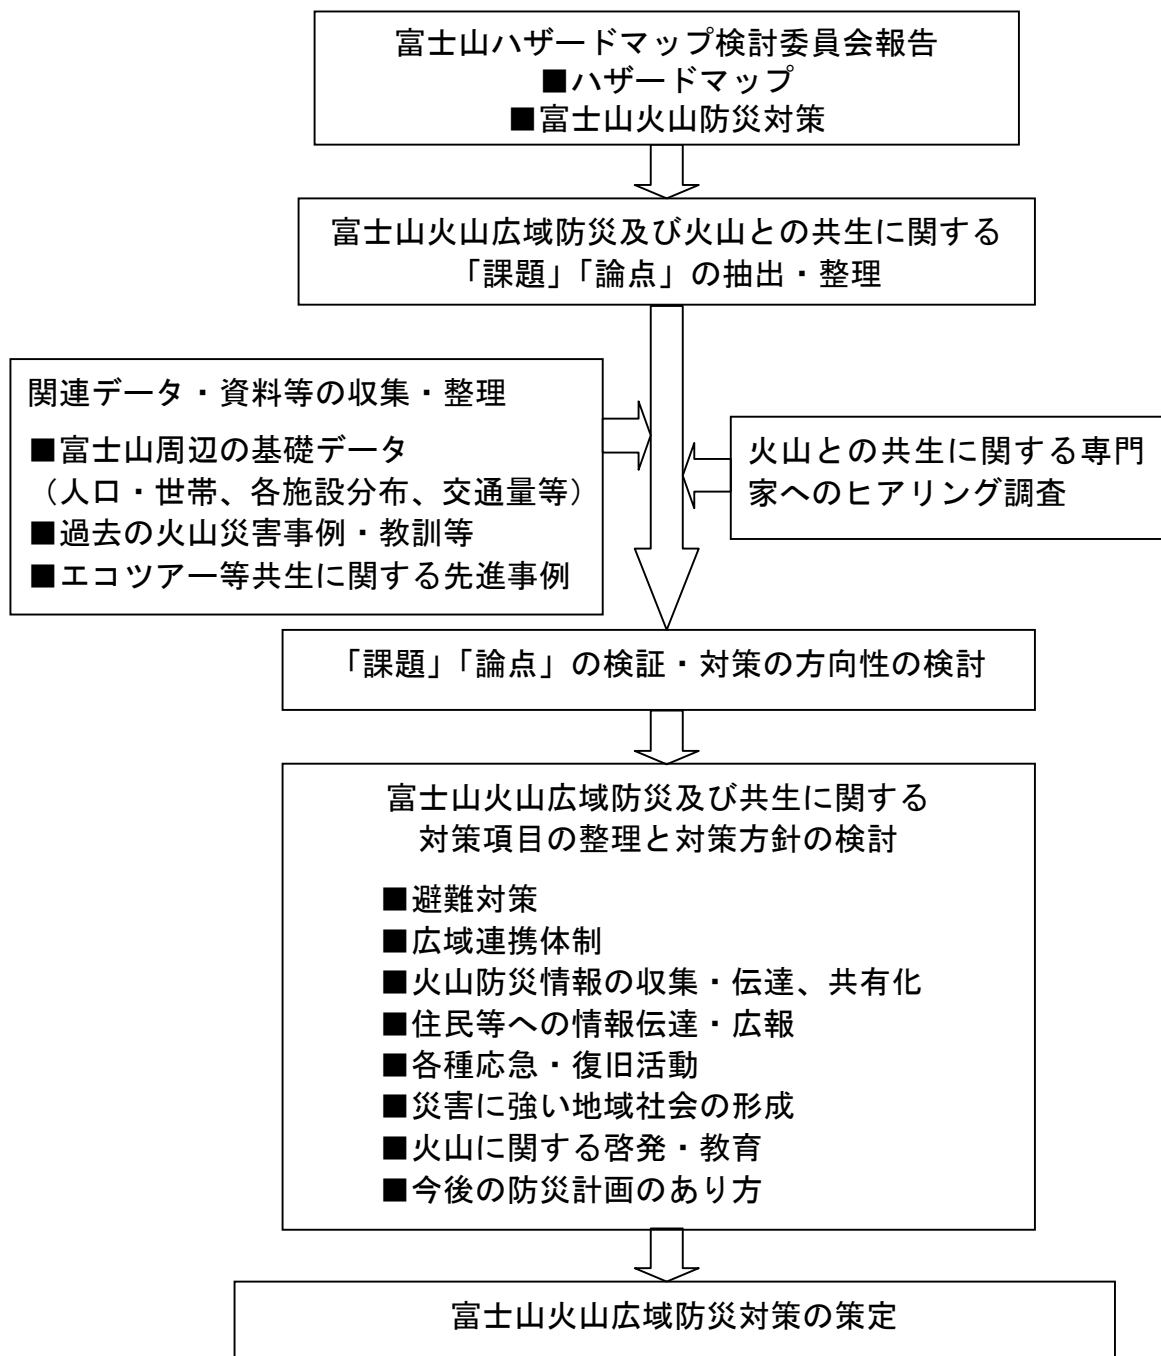 富士山ハザードマップ検討委員会報告
■ハザードマップ
■富士山火山防災対策
富士山火山広域防災及び火山との共生に関する
「課題」「論点」の抽出・整理
関連データ・資料等の収集・整理
■富士山周辺の基礎データ
（人口・世帯、各施設分布、交通量等）
■過去の火山災害事例・教訓等
■エコツアー等共生に関する先進事例
火山との共生に関する専門
家へのヒアリング調査
「課題」「論点」の検証・対策の方向性の検討
富士山火山広域防災及び共生に関する
対策項目の整理と対策方針の検討
■避難対策
■広域連携体制
■火山防災情報の収集・伝達、共有化
■住民等への情報伝達・広報
■各種応急・復旧活動
■災害に強い地域社会の形成
■火山に関する啓発・教育
■今後の防災計画のあり方
富士山火山広域防災対策の策定